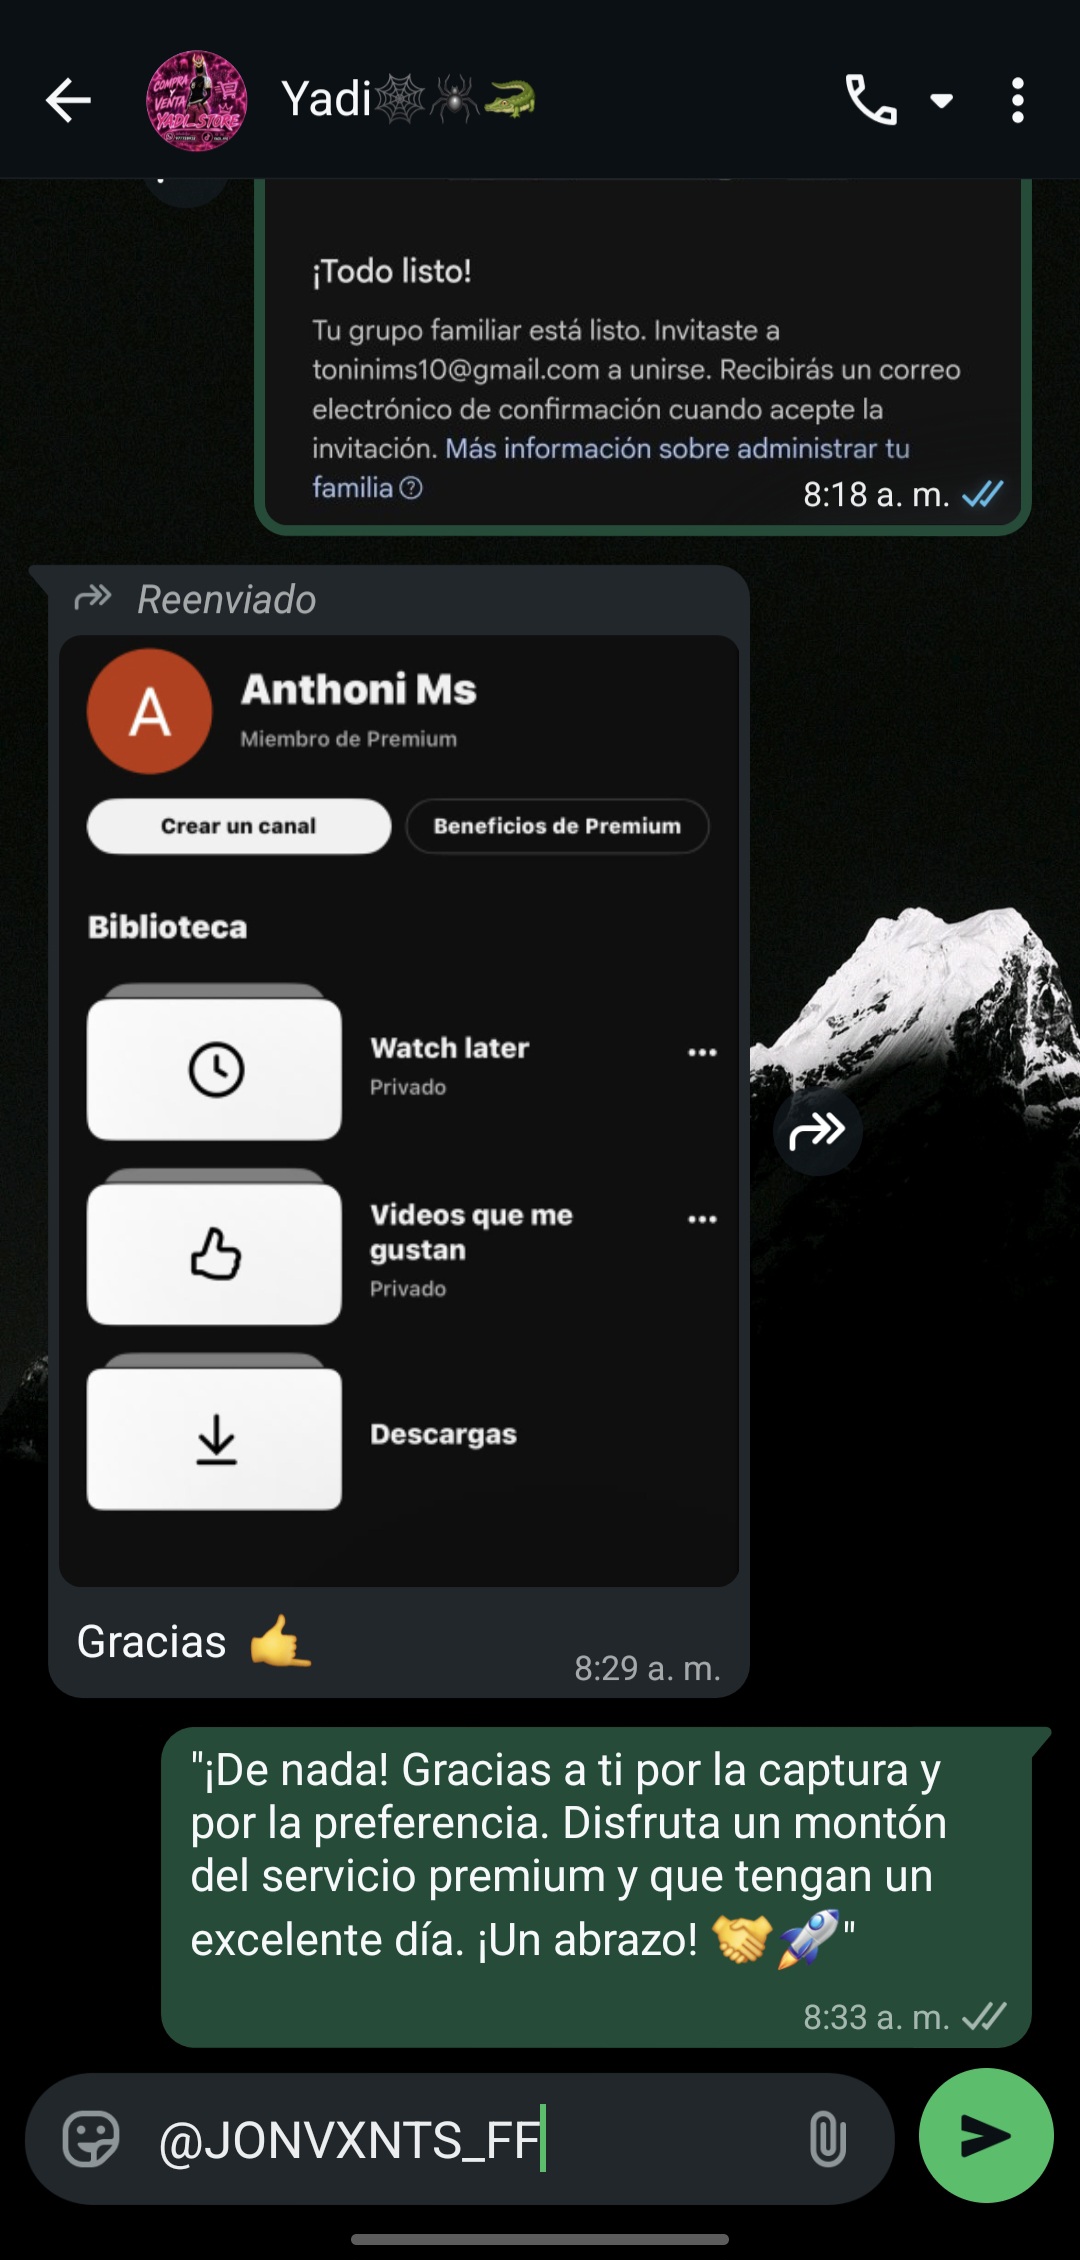 COMPRA
Y
VENTA
YADI_STORE
Yadi🕸️🕷️🐊
¡Todo listo!
Tu grupo familiar está listo. Invitaste a
toninims10@gmail.com a unirse. Recibirás un correo
electrónico de confirmación cuando acepte la
invitación. Más información sobre administrar tu
familia
8:18 a. m.
Reenviado
A
Anthoni Ms
Miembro de Premium
Crear un canal
Beneficios de Premium
Biblioteca
Watch later
Privado
Videos que me
gustan
Privado
Descargas
Gracias 🤙
8:29 a. m.
"¡De nada! Gracias a ti por la captura y
por la preferencia. Disfruta un montón
del servicio premium y que tengan un
excelente día. ¡Un abrazo! 🤝🚀"
8:33 a. m.
@JONVXNTS_FF